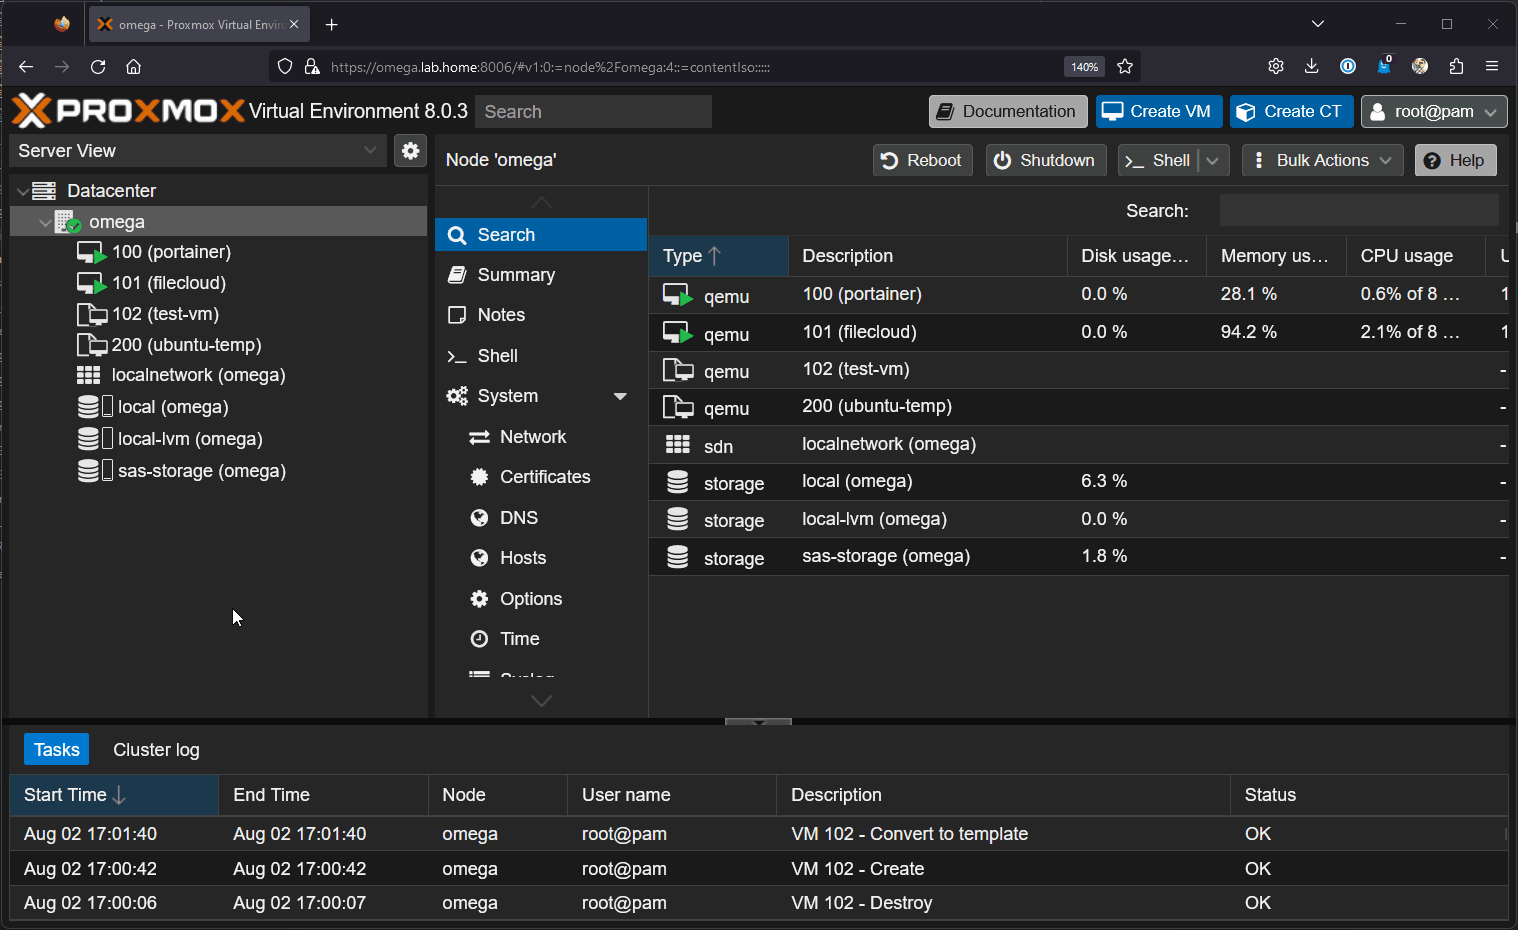 omega - Proxmox Virtual Envir
https://omega.lab.home:8006/#v1:0:=node%2Fomega:4::=contentIso:::::
140%
0
PROXMOX Virtual Environment 8.0.3
Search
Documentation
Create VM
Create CT
root@pam
Server View
Node 'omega'
Reboot
Shutdown
Shell
Bulk Actions
Help
Datacenter
omega
100 (portainer)
101 (filecloud)
102 (test-vm)
200 (ubuntu-temp)
localnetwork (omega)
local (omega)
local-lvm (omega)
sas-storage (omega)
Search
Summary
Notes
Shell
System
Network
Certificates
DNS
Hosts
Options
Time
Syslog
Search:
Type Description Disk usage... Memory us... CPU usage U
qemu 100 (portainer) 0.0 % 28.1 % 0.6% of 8 ... 1
qemu 101 (filecloud) 0.0 % 94.2 % 2.1% of 8 ... 1
qemu 102 (test-vm) -
qemu 200 (ubuntu-temp) -
sdn localnetwork (omega) -
storage local (omega) 6.3 % -
storage local-lvm (omega) 0.0 % -
storage sas-storage (omega) 1.8 % -
Tasks
Cluster log
Start Time End Time Node User name Description Status
Aug 02 17:01:40 Aug 02 17:01:40 omega root@pam VM 102 - Convert to template OK
Aug 02 17:00:42 Aug 02 17:00:42 omega root@pam VM 102 - Create OK
Aug 02 17:00:06 Aug 02 17:00:07 omega root@pam VM 102 - Destroy OK